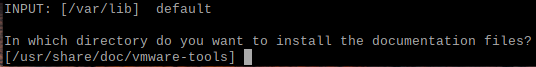 INPUT: [/var/lib]  default
In which directory do you want to install the documentation files?
[/usr/share/doc/vmware-tools]